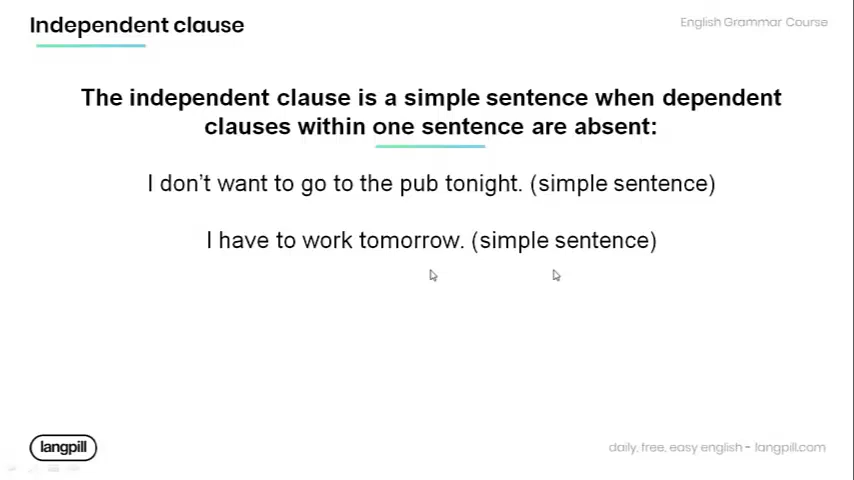 Independent clause
English Grammar Course
The independent clause is a simple sentence when dependent
clauses within one sentence are absent:
I don’t want to go to the pub tonight. (simple sentence)
I have to work tomorrow. (simple sentence)
langpill
daily, free, easy english - langpill.com